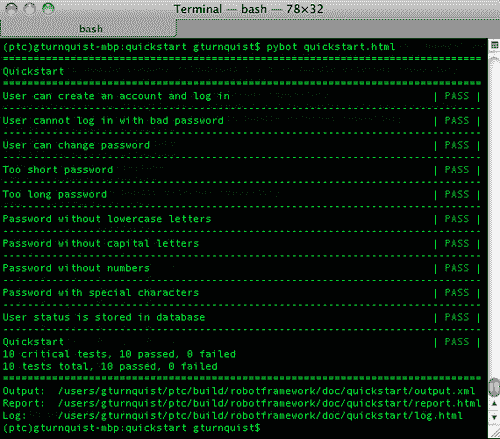 Terminal — bash — 78×32
bash
(ptc)gturnquist-mbp:quickstart gturnquist$ pybot quickstart.html
==============================================================================
Quickstart
==============================================================================
User can create an account and log in | PASS |
------------------------------------------------------------------------------
User cannot log in with bad password | PASS |
------------------------------------------------------------------------------
User can change password | PASS |
------------------------------------------------------------------------------
Too short password | PASS |
------------------------------------------------------------------------------
Too long password | PASS |
------------------------------------------------------------------------------
Password without lowercase letters | PASS |
------------------------------------------------------------------------------
Password without capital letters | PASS |
------------------------------------------------------------------------------
Password without numbers | PASS |
------------------------------------------------------------------------------
Password with special characters | PASS |
------------------------------------------------------------------------------
User status is stored in database | PASS |
------------------------------------------------------------------------------
Quickstart | PASS |
10 critical tests, 10 passed, 0 failed
10 tests total, 10 passed, 0 failed
==============================================================================
Output: /users/gturnquist/ptc/build/robotframework/doc/quickstart/output.xml
Report: /users/gturnquist/ptc/build/robotframework/doc/quickstart/report.html
Log: /users/gturnquist/ptc/build/robotframework/doc/quickstart/log.html
(ptc)gturnquist-mbp:quickstart gturnquist$